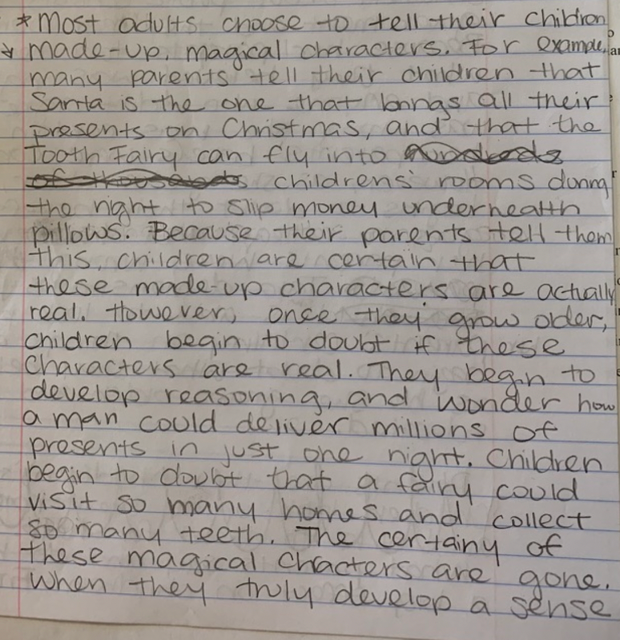 *Most adults choose to tell their children
made-up, magical characters. For example,
many parents tell their children that
Santa is the one that brings all their
presents on Christmas, and that the
Tooth Fairy can fly into hundreds
of thousands childrens' rooms during
the night to slip money underheath
pillows. Because their parents tell them
this, children are certain that
these made-up characters are actually
real. However, once they grow order,
children begin to doubt if these
characters are real. They begin to
develop reasoning, and wonder how
a man could deliver millions of
presents in just one night. Children
begin to doubt that a fairy could
visit so many homes and collect
so many teeth. The certainy of
these magical chacters are gone.
When they truly develop a sense